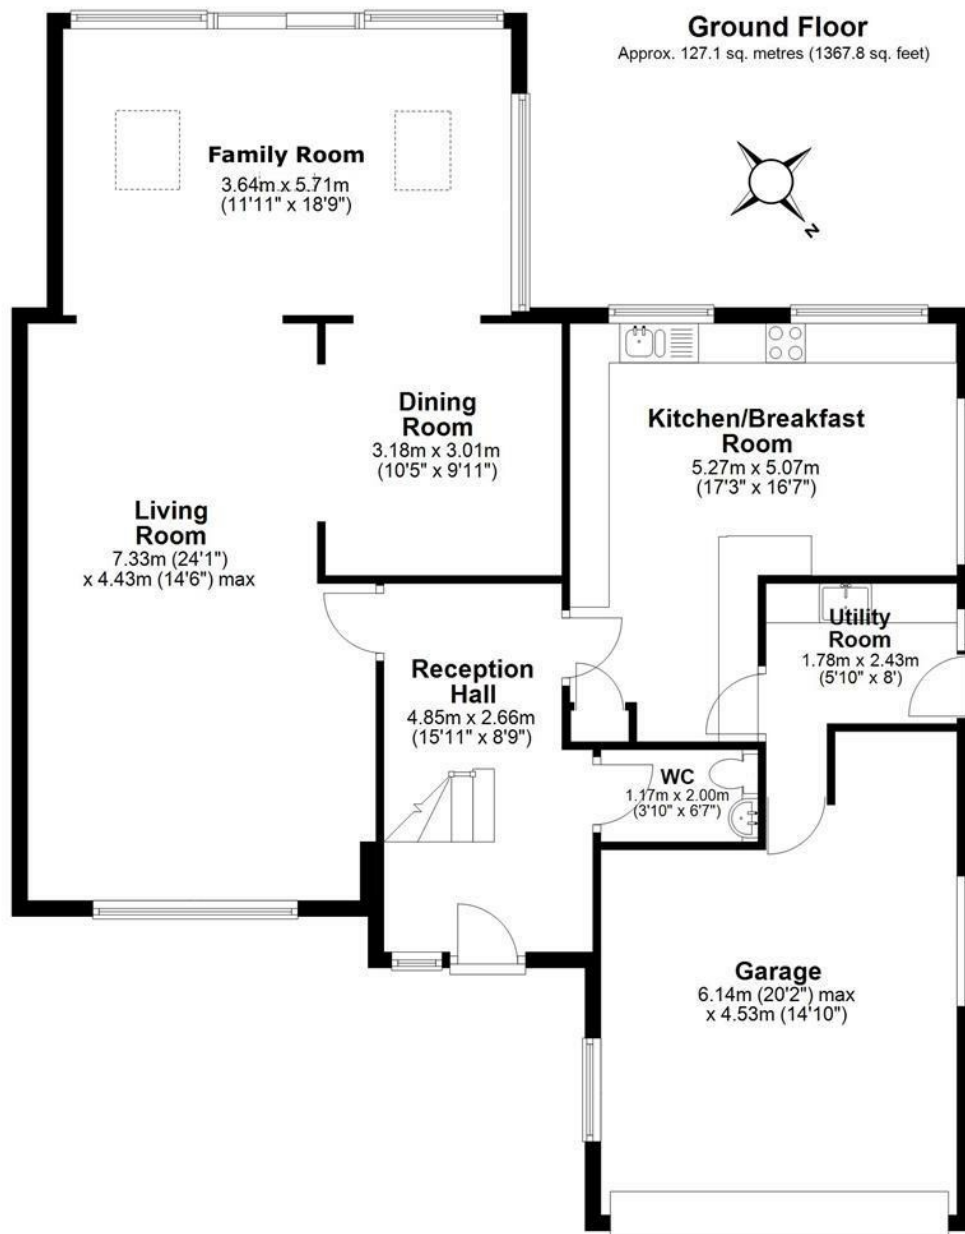 Ground Floor
Approx. 127.1 sq. metres (1367.8 sq. feet)
N
Family Room
3.64m x 5.71m
(11'11" x 18'9")
Dining
Room
3.18m x 3.01m
(10'5" x 9'11")
Kitchen/Breakfast
Room
5.27m x 5.07m
(17'3" x 16'7")
Living
Room
7.33m (24'1")
x 4.43m (14'6") max
Utility
Room
1.78m x 2.43m
(5'10" x 8')
Reception
Hall
4.85m x 2.66m
(15'11" x 8'9")
WC
1.17m x 2.00m
(3'10" x 6'7")
Garage
6.14m (20'2") max
x 4.53m (14'10")